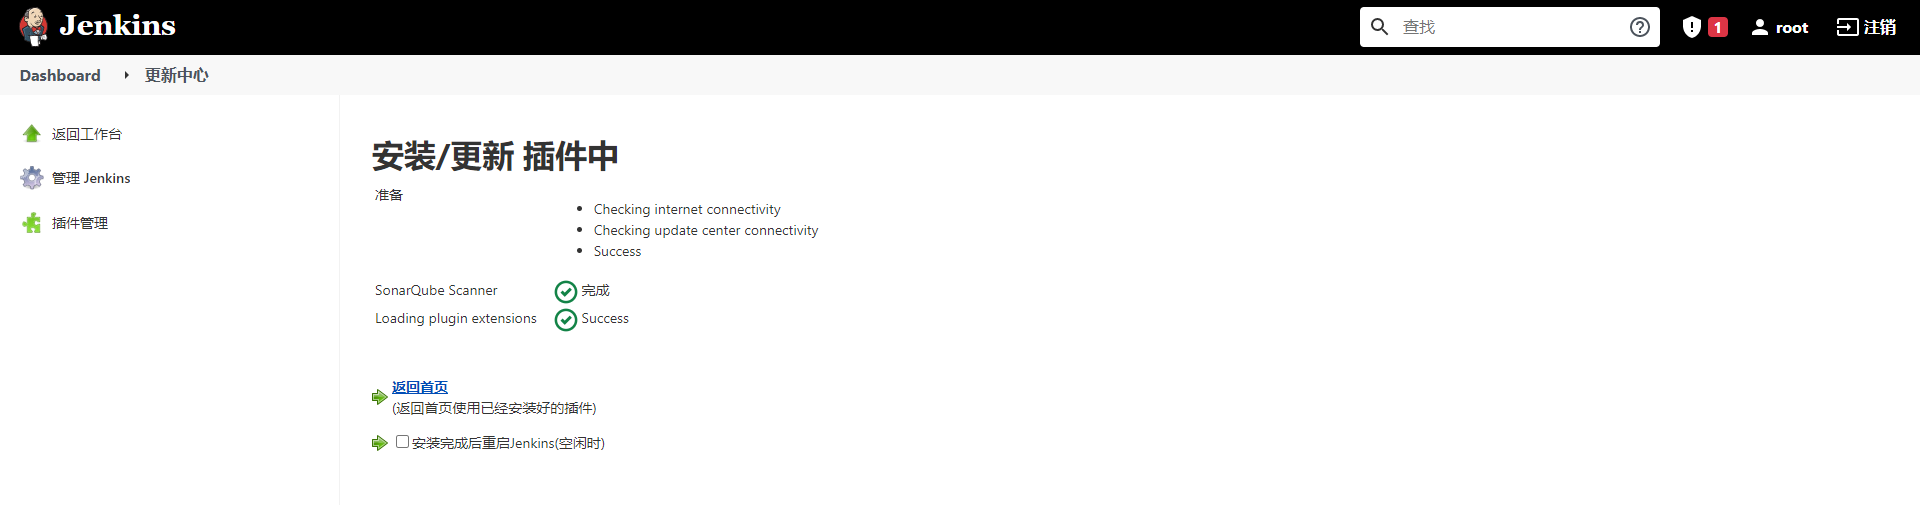 Jenkins
查找
1
root
注销
Dashboard
更新中心
返回工作台
管理 Jenkins
插件管理
安装/更新 插件中
准备
Checking internet connectivity
Checking update center connectivity
Success
SonarQube Scanner 完成
Loading plugin extensions Success
返回首页
(返回首页使用已经安装好的插件)
安装完成后重启Jenkins(空闲时)